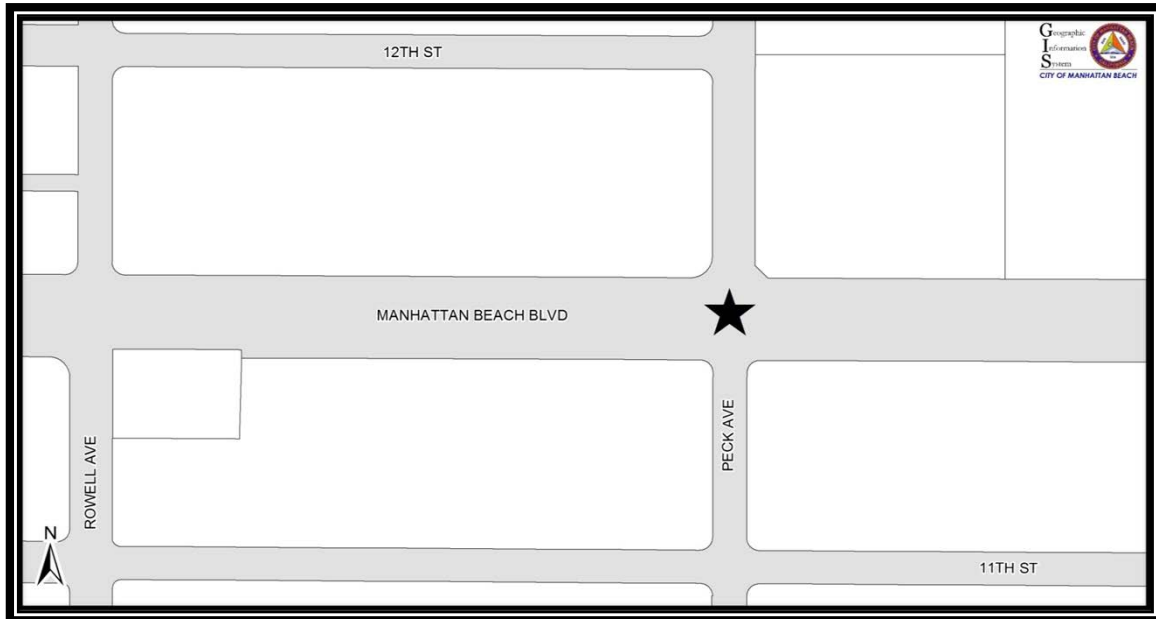 12TH ST
Geographic
Information
System
CITY OF MANHATTAN BEACH
MANHATTAN BEACH BLVD
ROWELL AVE
PECK AVE
N
11TH ST